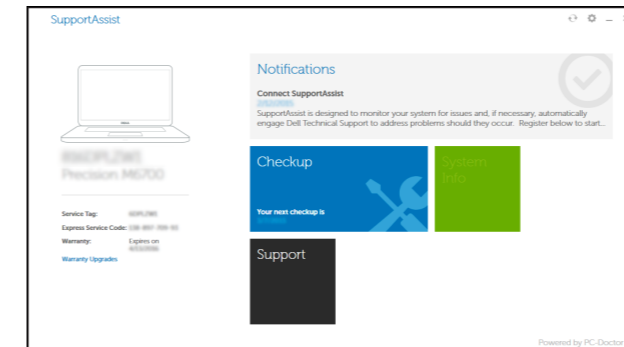 SupportAssist
Notifications
Connect SupportAssist
SupportAssist is designed to monitor your system for issues and, if necessary, automatically
engage Dell Technical Support to address problems should they occur. Register below to start...
Precision M6700
Checkup
System
Info
Your next checkup is
Service Tag:
Express Service Code:
Warranty: Expires on
Warranty Upgrades
Support
Powered by PC-Doctor